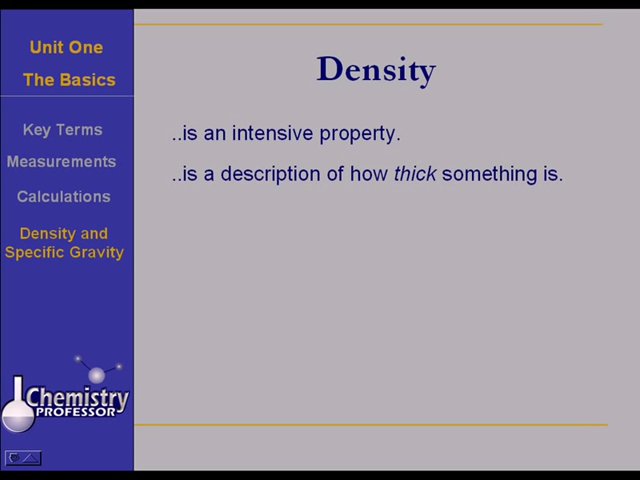 Unit One
The Basics
Key Terms
Measurements
Calculations
Density and
Specific Gravity
Chemistry
PROFESSOR
Density
..is an intensive property.
..is a description of how thick something is.